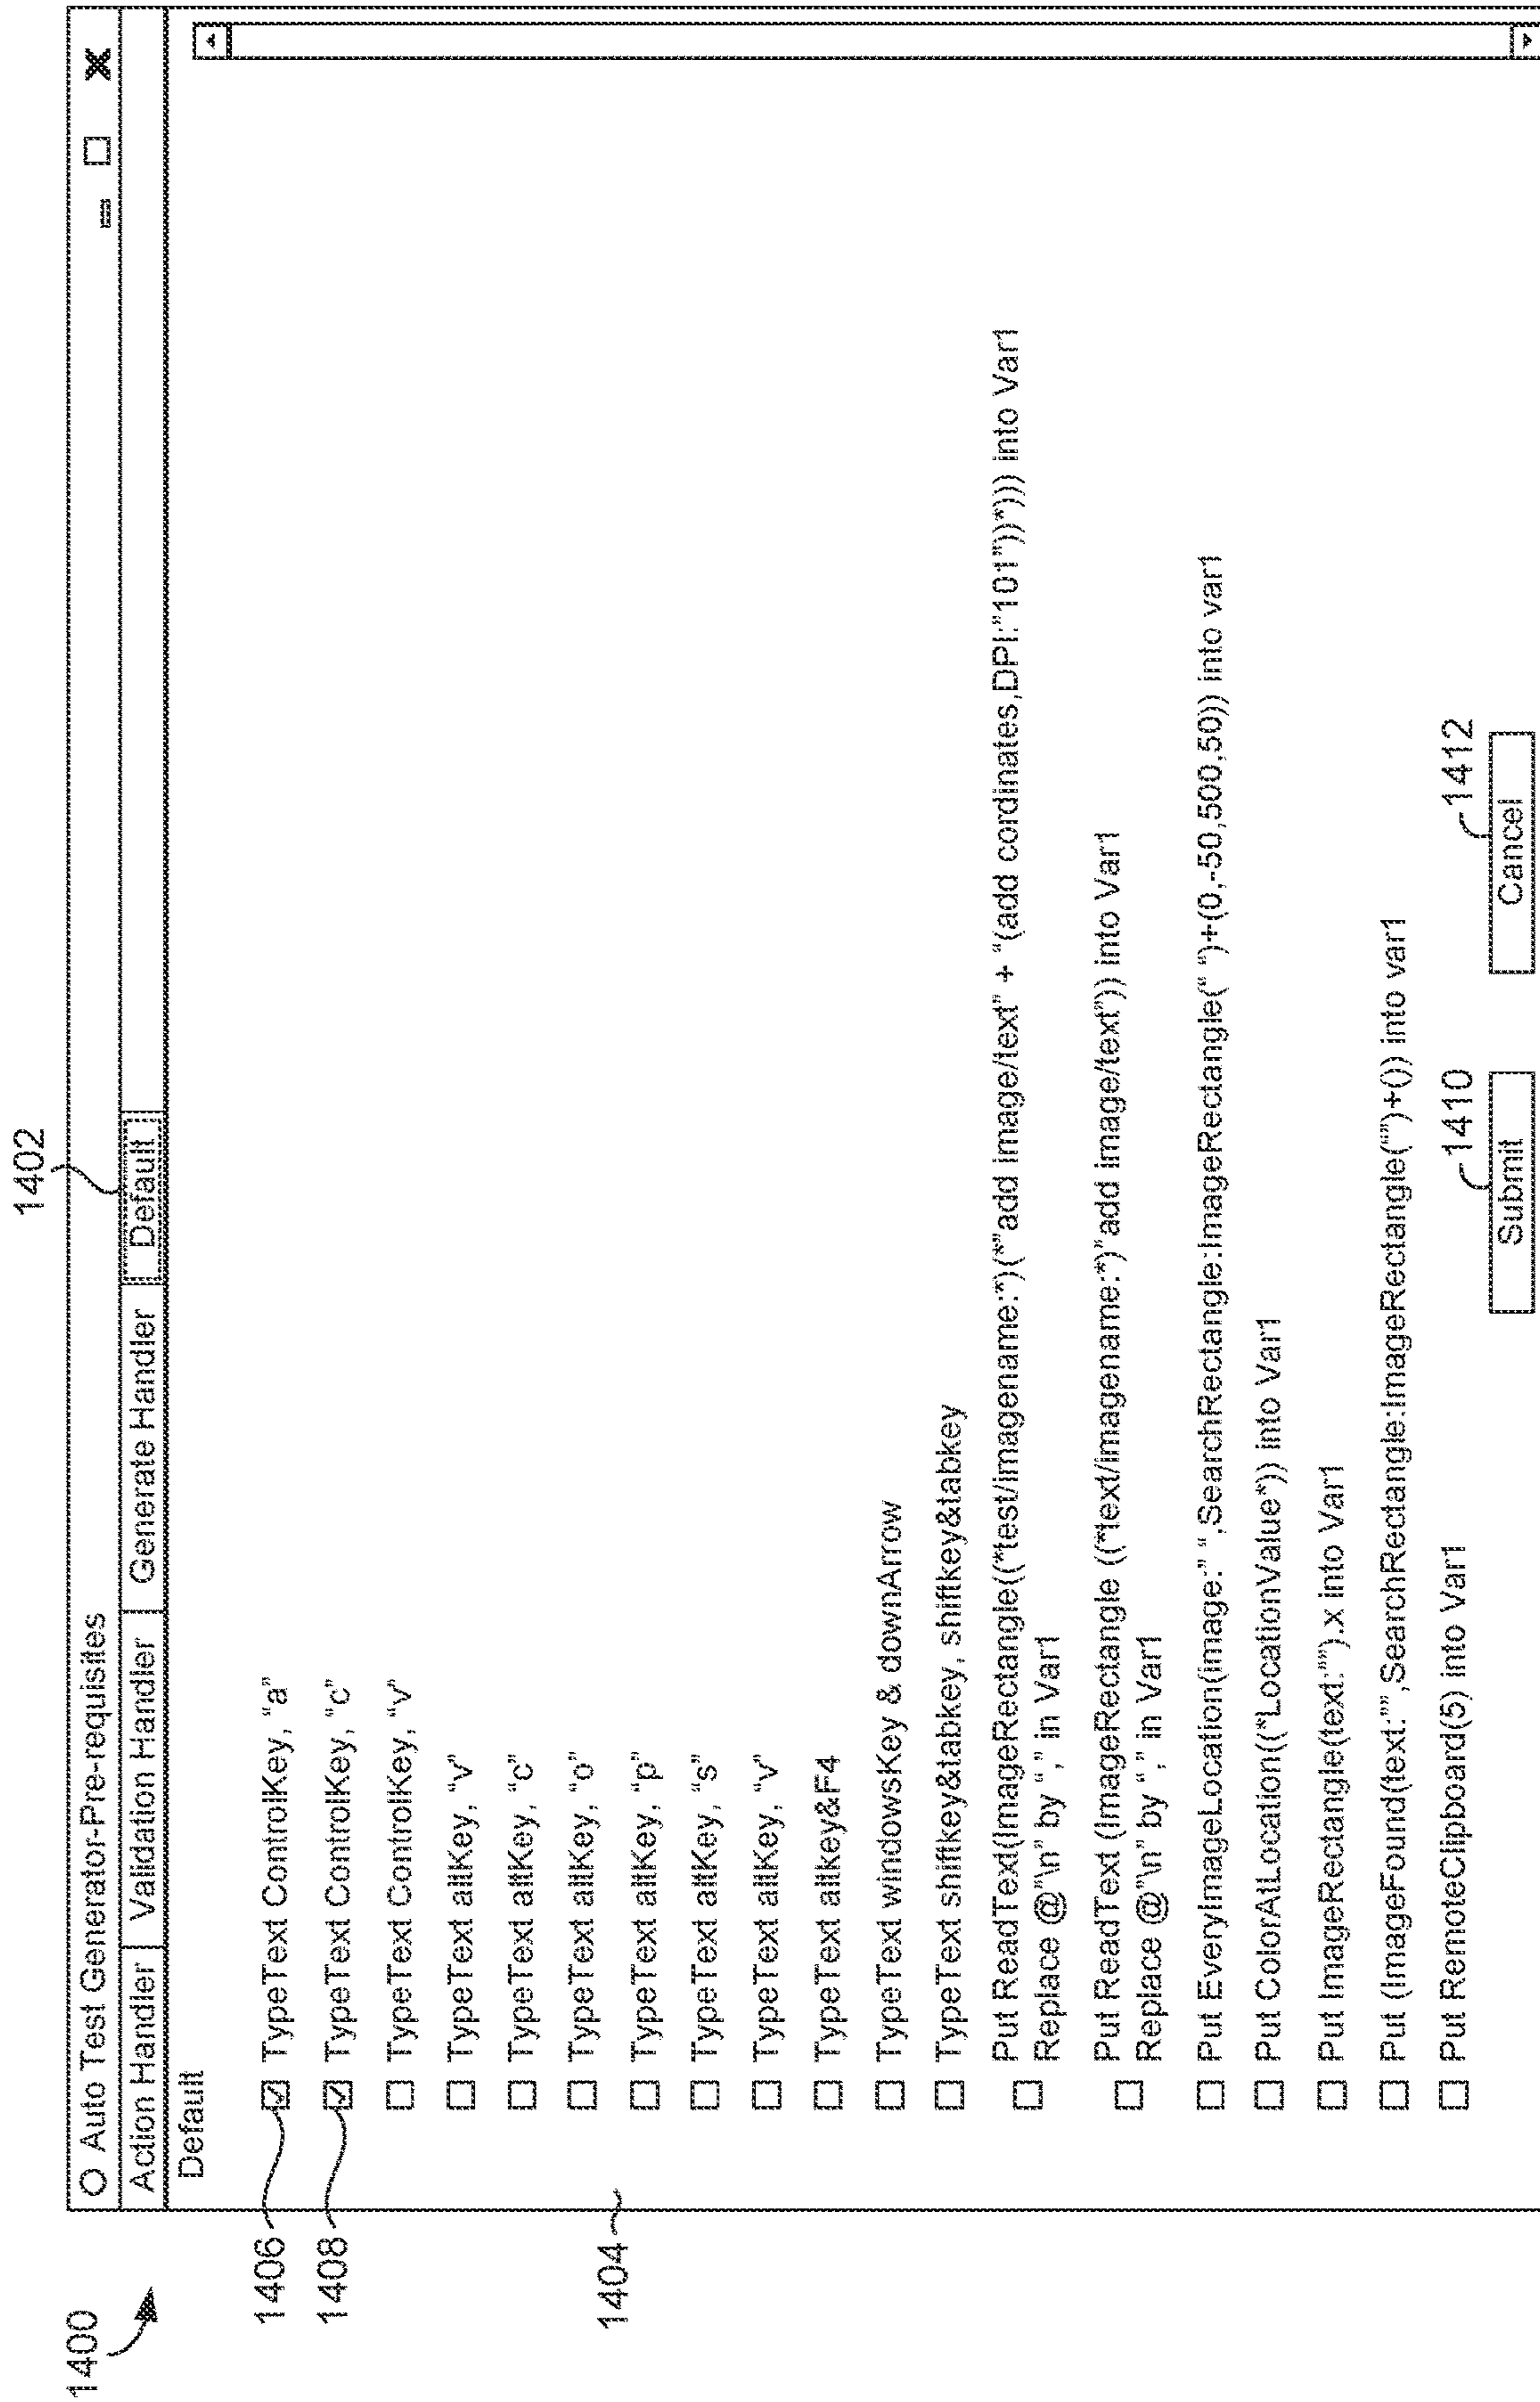 1400
1402
O Auto Test Generator-Pre-requisites
Action Handler Validation Handler Generate Handler Default
Default
1406
TypeText ControlKey, “a”
1408
TypeText ControlKey, “c”
TypeText ControlKey, “v”
TypeText altKey, “v”
TypeText altKey, “c”
TypeText altKey, “o”
1404
TypeText altKey, “p”
TypeText altKey, “s”
TypeText altKey, “v”
TypeText altkey&F4
TypeText windowsKey & downArrow
TypeText shiftkey&tabkey, shiftkey&tabkey
Put ReadText(ImageRectangle((*test/imagename:*)(*”add image/text” + “(add cordinates,DPI:”101”))*))) into Var1
Replace @”\n” by “,” in Var1
Put ReadText (ImageRectangle ((*text/imagename:*)”add image/text”)) into Var1
Replace @”\n” by “,” in Var1
Put EveryImageLocation(image:” “,SearchRectangle:ImageRectangle(“ “)+(0,-50,500,50)) into var1
Put ColorAtLocation((*LocationValue*)) into Var1
Put ImageRectangle(text:””).x into Var1
Put (ImageFound(text:””,SearchRectangle:ImageRectangle(“”)+()) into var1
Put RemoteClipboard(5) into Var1
1410
1412
Submit
Cancel